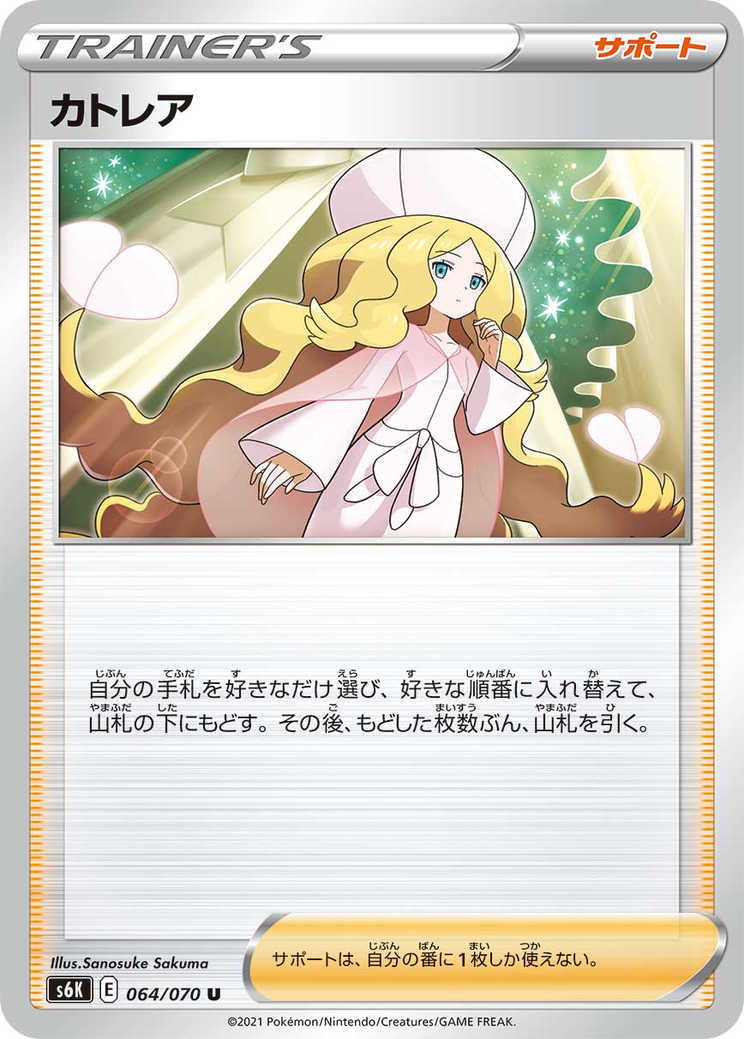 TRAINER'S サポート
カトレア
自分の手札を好きなだけ選び、好きな順番に入れ替えて、
山札の下にもどす。その後、もどした枚数ぶん、山札を引く。
Illus.Sanosuke Sakuma
サポートは、自分の番に1枚しか使えない。
s6K E 064/070 U
©2021 Pokémon/Nintendo/Creatures/GAME FREAK.